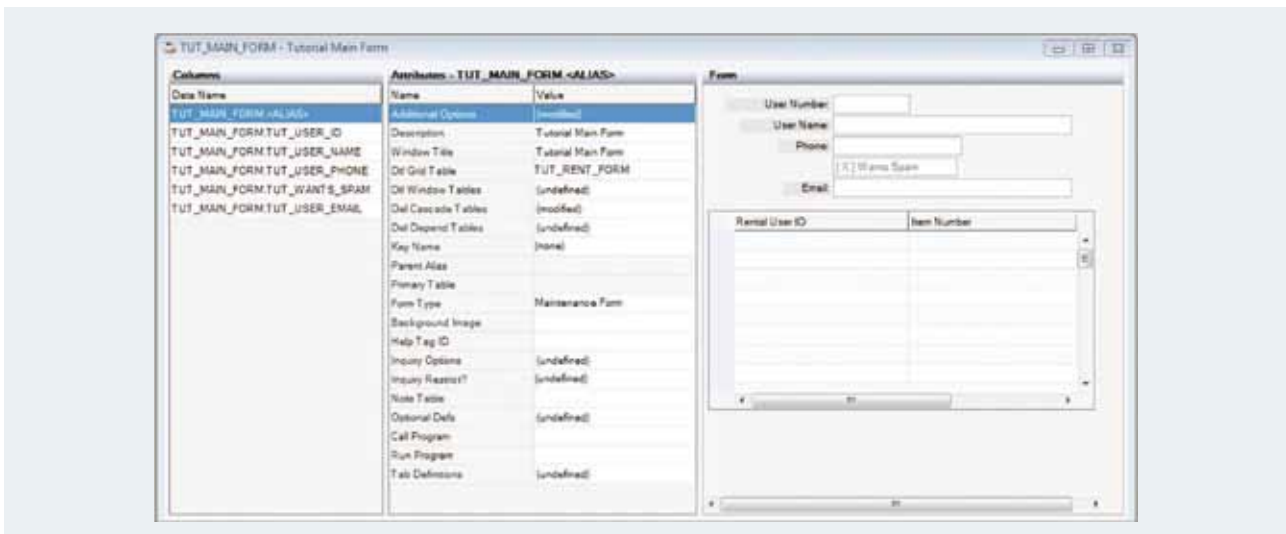 TUT_MAIN_FORM - Tutorial Main Form
Columns
Data Name
TUT_MAIN_FORM.<ALIAS>
TUT_MAIN_FORM.TUT_USER_ID
TUT_MAIN_FORM.TUT_USER_NAME
TUT_MAIN_FORM.TUT_USER_PHONE
TUT_MAIN_FORM.TUT_WANTS_SPAM
TUT_MAIN_FORM.TUT_USER_EMAIL
Attributes - TUT_MAIN_FORM.<ALIAS>
Name Value
Additional Options (modified)
Description Tutorial Main Form
Window Title Tutorial Main Form
Dtl Grid Table TUT_RENT_FORM
Dtl Window Tables (undefined)
Del Cascade Tables (modified)
Del Depend Tables (undefined)
Key Name (none)
Parent Alias
Primary Table
Form Type Maintenance Form
Background Image
Help Tag ID
Inquiry Options (undefined)
Inquiry Restrict? (undefined)
Note Table
Optional Defs (undefined)
Call Program
Run Program
Tab Definitions (undefined)
Form
User Number
User Name
Phone
[X] Wants Spam
Email
Rental User ID Item Number